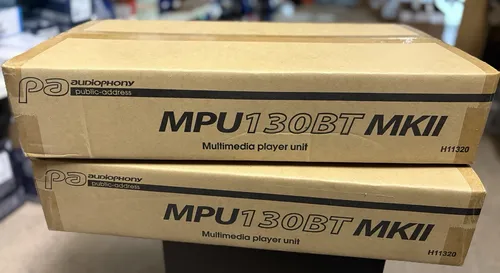 pa audiophony
public-address
MPU130BT MKII
Multimedia player unit
H11320
pa audiophony
public-address
MPU130BT MKII
Multimedia player unit
H11320